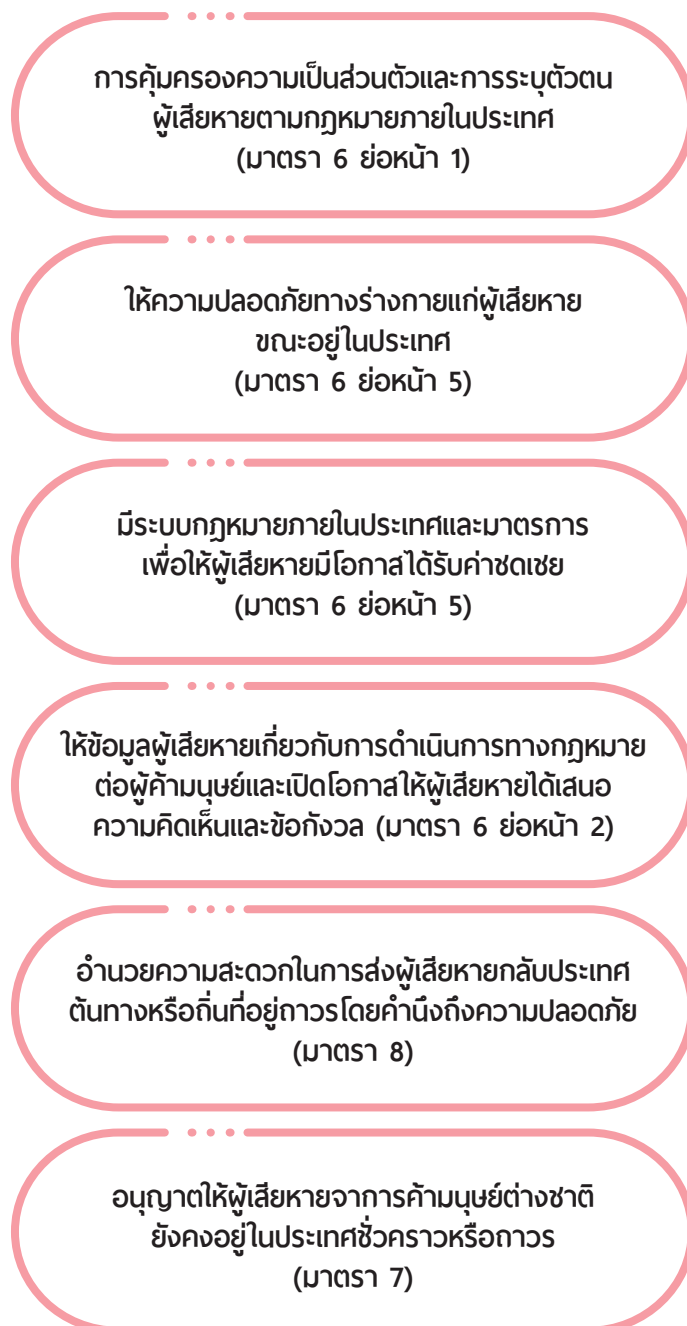 การคุ้มครองความเป็นส่วนตัวและการระบุตัวตน
ผู้เสียหายตามกฎหมายภายในประเทศ
(มาตรา 6 ย่อหน้า 1)
ให้ความปลอดภัยทางร่างกายแก่ผู้เสียหาย
ขณะอยู่ในประเทศ
(มาตรา 6 ย่อหน้า 5)
มีระบบกฎหมายภายในประเทศและมาตรการ
เพื่อให้ผู้เสียหายมีโอกาสได้รับค่าชดเชย
(มาตรา 6 ย่อหน้า 5)
ให้ข้อมูลผู้เสียหายเกี่ยวกับการดำเนินการทางกฎหมาย
ต่อผู้ค้ามนุษย์และเปิดโอกาสให้ผู้เสียหายได้เสนอ
ความคิดเห็นและข้อกังวล (มาตรา 6 ย่อหน้า 2)
อำนวยความสะดวกในการส่งผู้เสียหายกลับประเทศ
ต้นทางหรือถิ่นที่อยู่ถาวรโดยคำนึงถึงความปลอดภัย
(มาตรา 8)
อนุญาตให้ผู้เสียหายจาการค้ามนุษย์ต่างชาติ
ยังคงอยู่ในประเทศชั่วคราวหรือถาวร
(มาตรา 7)